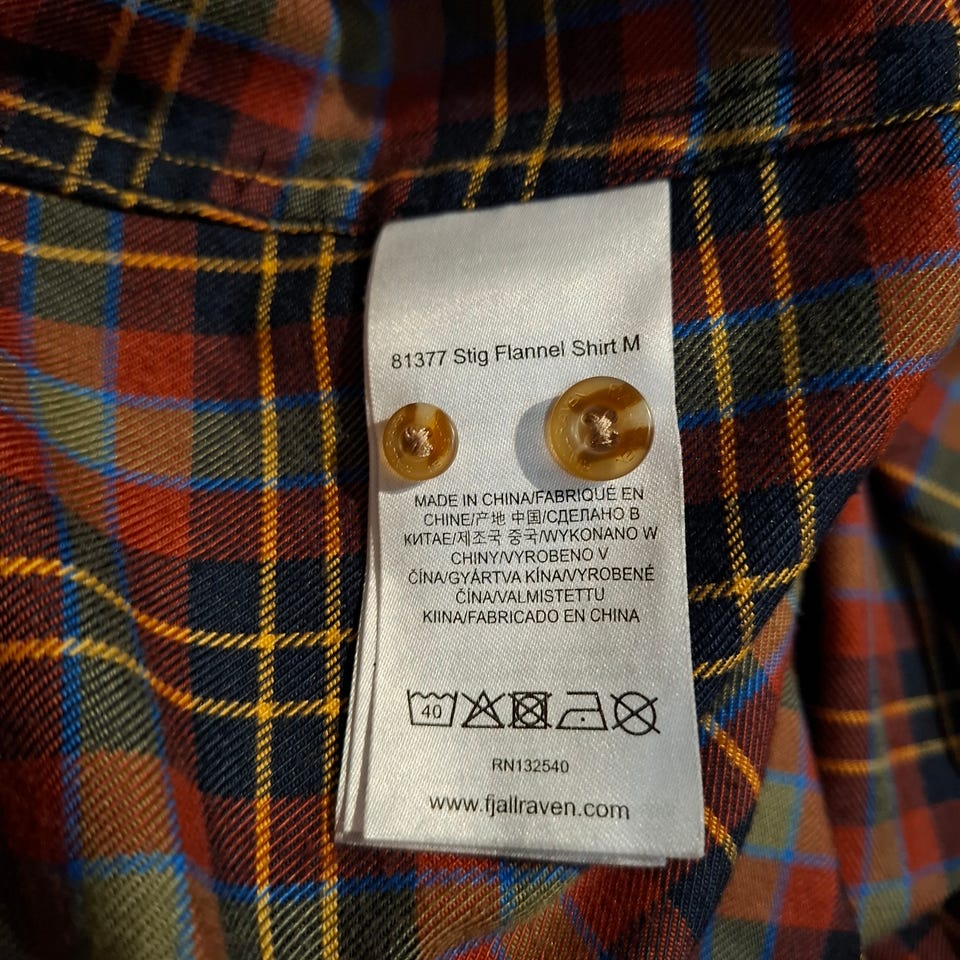 81377 Stig Flannel Shirt M
MADE IN CHINA/FABRIQUÉ EN
CHINE/产地 中国/СДЕЛАНО В
КИТАЕ/제조국 중국/WYKONANO W
CHINY/VYROBENO V
ČÍNA/GYÁRTVA KÍNA/VYROBENÉ
ČÍNA/VALMISTETTU
KIINA/FABRICADO EN CHINA
40
RN132540
www.fjallraven.com